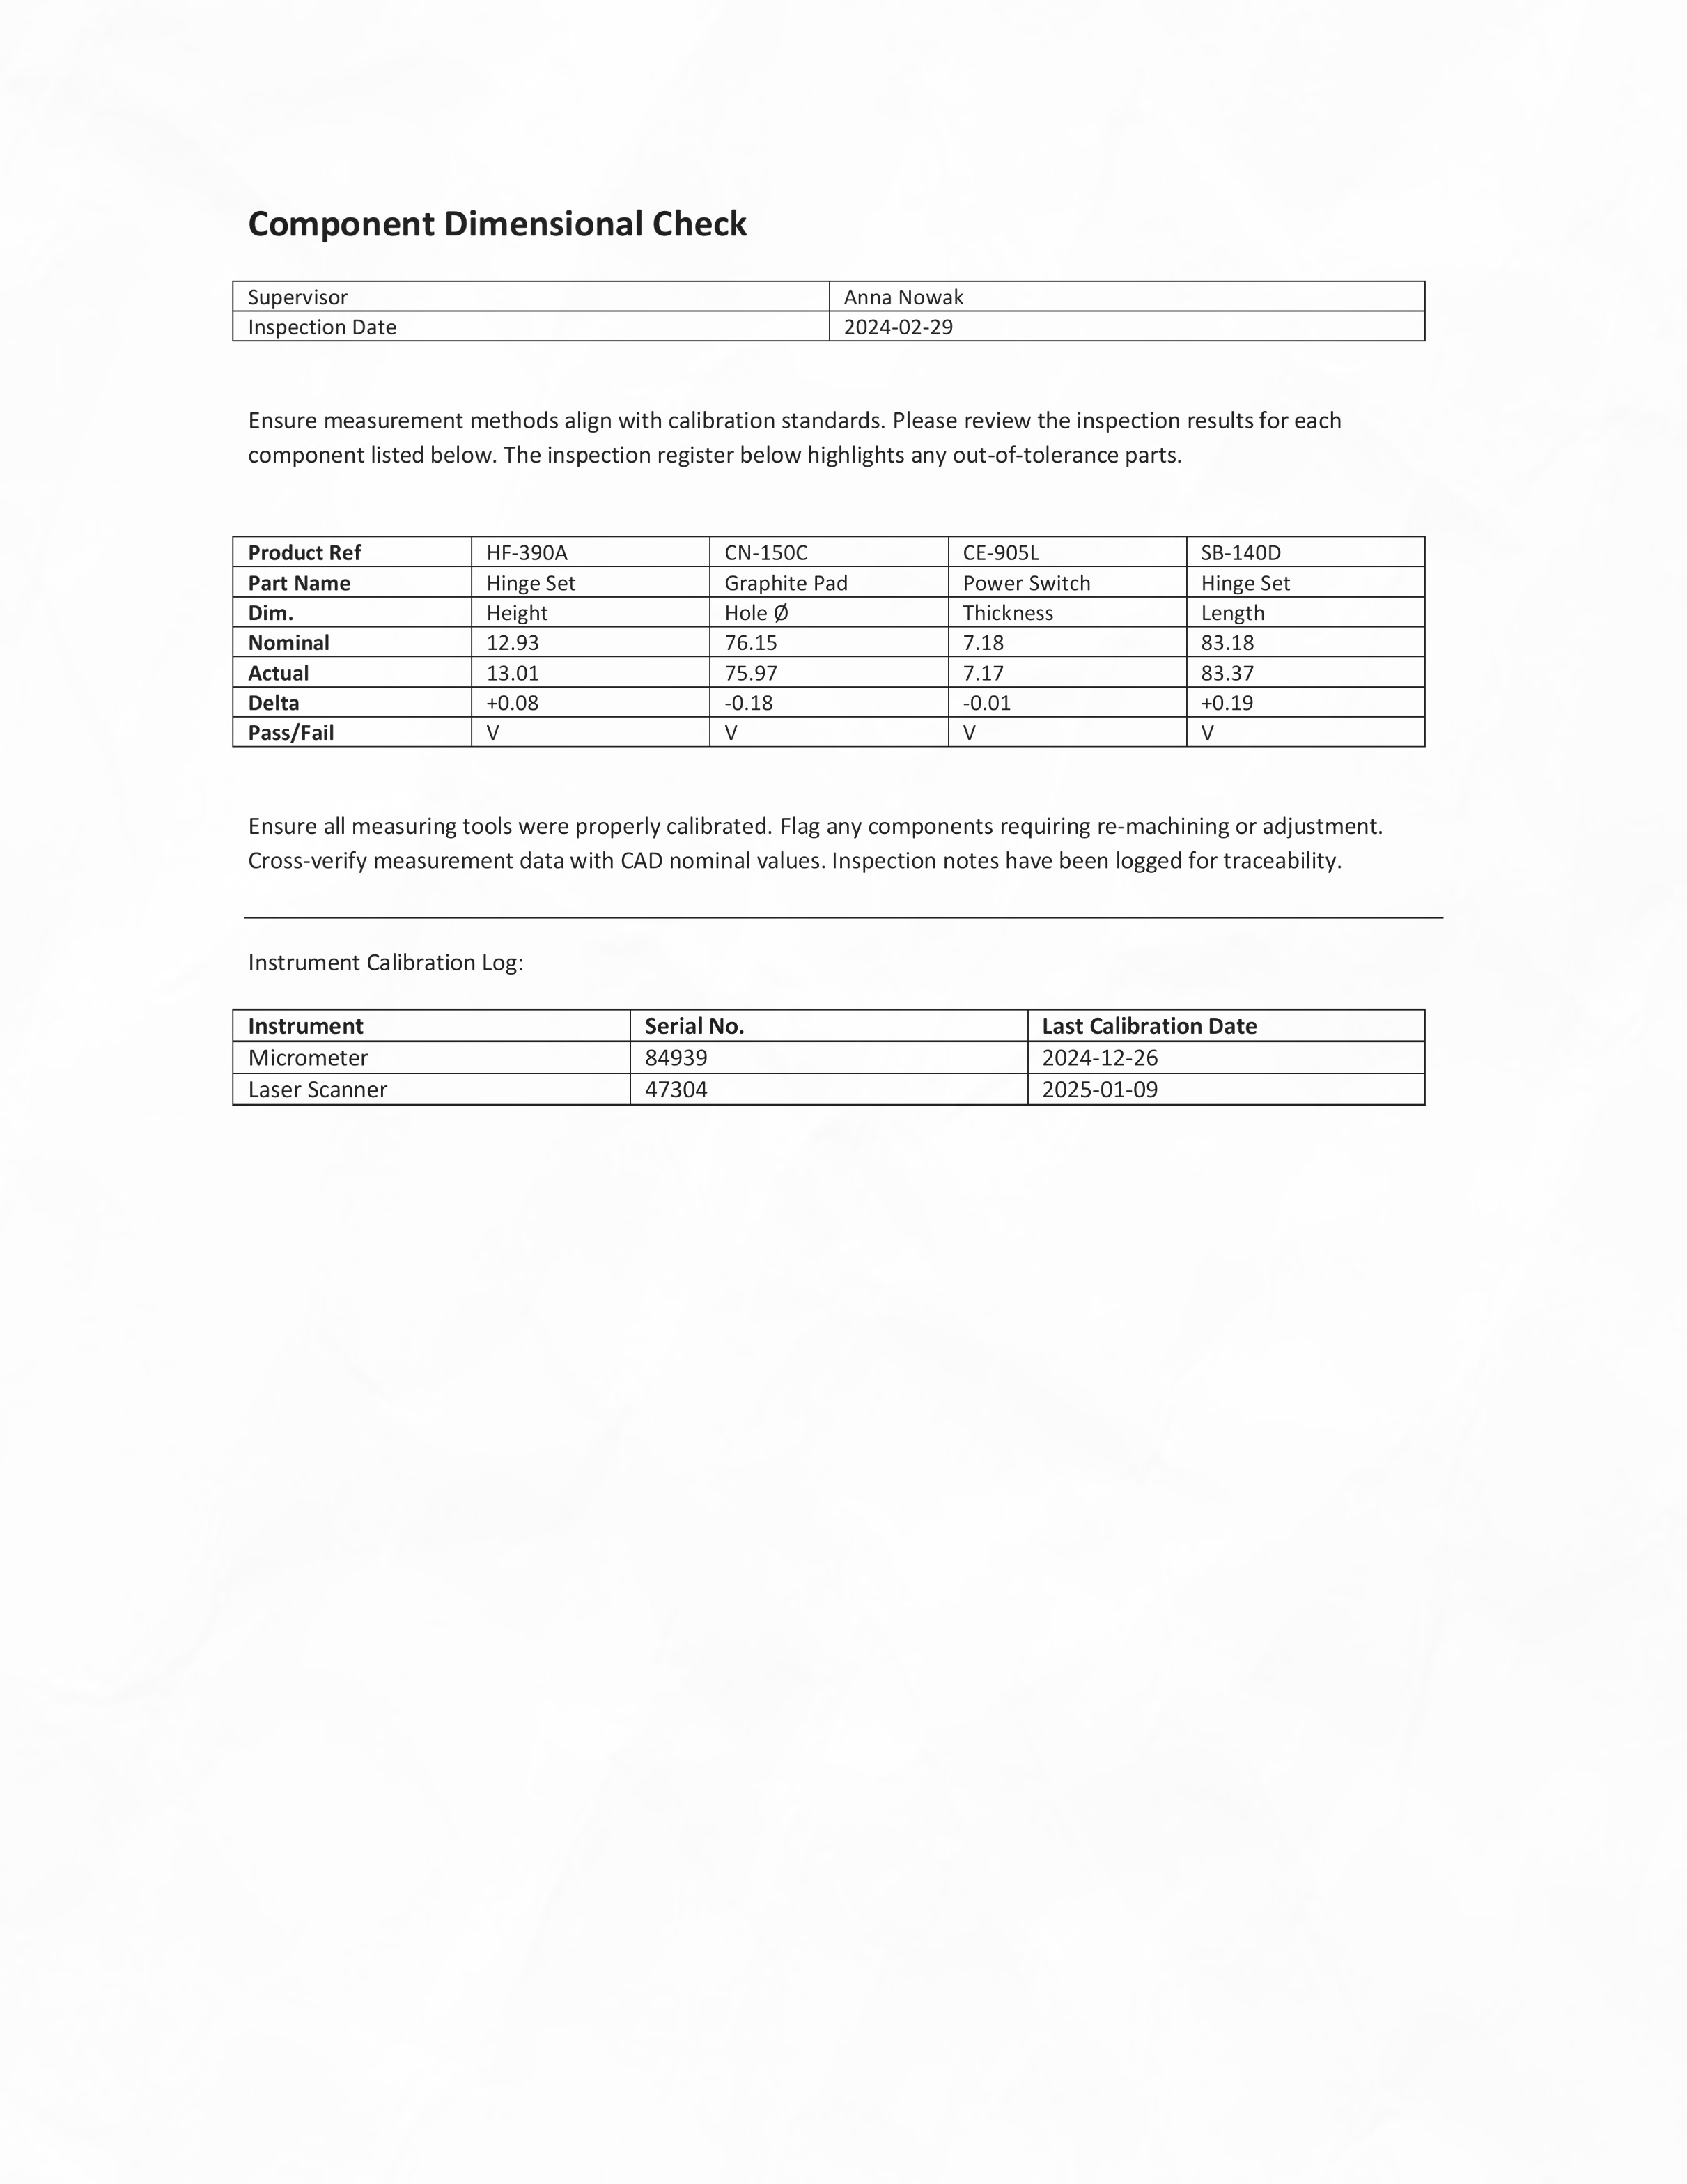 Component Dimensional Check
Supervisor Anna Nowak
Inspection Date 2024-02-29
Ensure measurement methods align with calibration standards. Please review the inspection results for each
component listed below. The inspection register below highlights any out-of-tolerance parts.
Product Ref HF-390A CN-150C CE-905L SB-140D
Part Name Hinge Set Graphite Pad Power Switch Hinge Set
Dim. Height Hole Ø Thickness Length
Nominal 12.93 76.15 7.18 83.18
Actual 13.01 75.97 7.17 83.37
Delta +0.08 -0.18 -0.01 +0.19
Pass/Fail V V V V
Ensure all measuring tools were properly calibrated. Flag any components requiring re-machining or adjustment.
Cross-verify measurement data with CAD nominal values. Inspection notes have been logged for traceability.
Instrument Calibration Log:
Instrument Serial No. Last Calibration Date
Micrometer 84939 2024-12-26
Laser Scanner 47304 2025-01-09